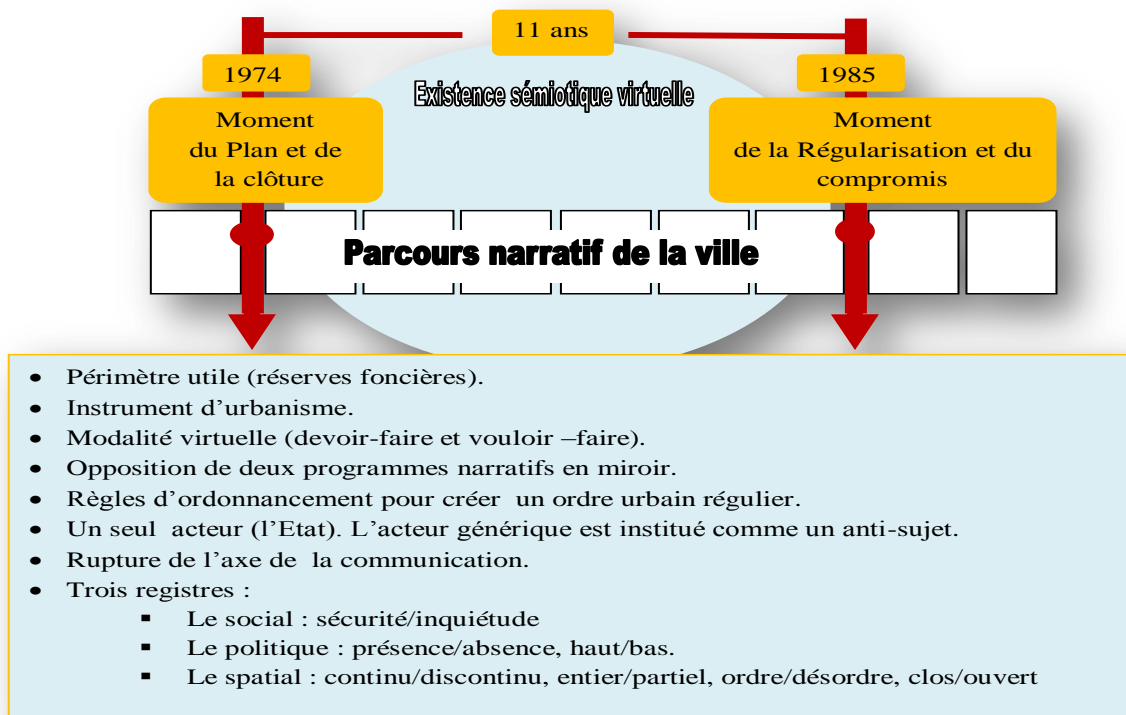 11 ans
1974
1985
Existence sémiotique virtuelle
Moment
du Plan et de
la clôture
Moment
de la Régularisation et du
compromis
Parcours narratif de la ville
• Périmètre utile (réserves foncières).
• Instrument d’urbanisme.
• Modalité virtuelle (devoir-faire et vouloir –faire).
• Opposition de deux programmes narratifs en miroir.
• Règles d’ordonnancement pour créer un ordre urbain régulier.
• Un seul acteur (l’Etat). L’acteur générique est institué comme un anti-sujet.
• Rupture de l’axe de la communication.
• Trois registres :
▪ Le social : sécurité/inquiétude
▪ Le politique : présence/absence, haut/bas.
▪ Le spatial : continu/discontinu, entier/partiel, ordre/désordre, clos/ouvert